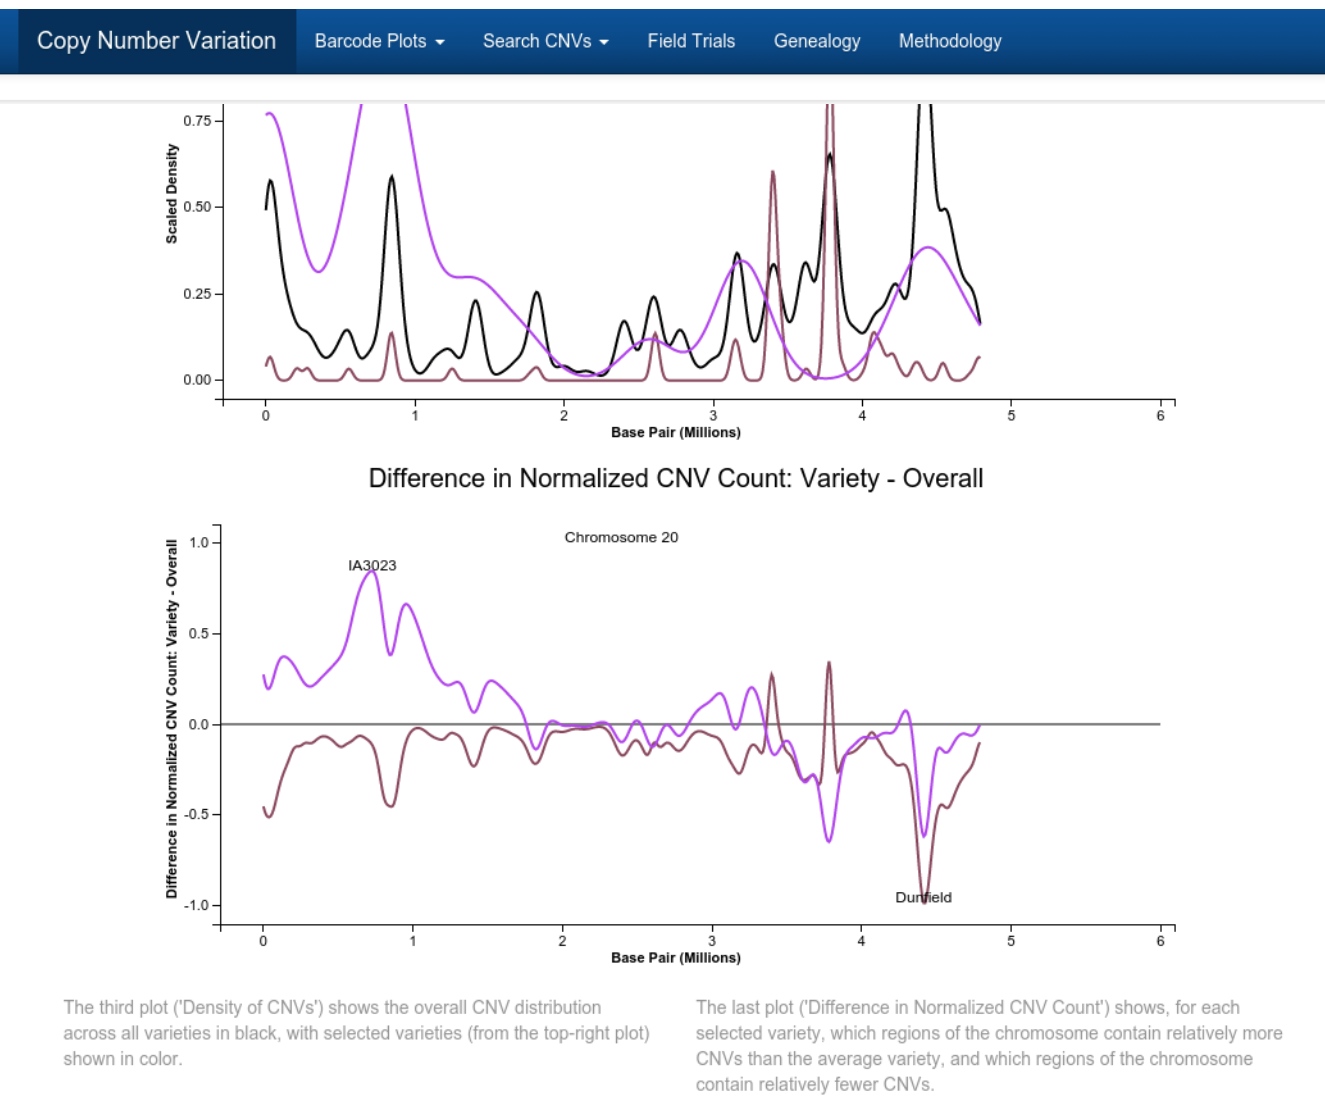 Copy Number Variation Barcode Plots Search CNVs Field Trials Genealogy Methodology
Scaled Density
0.75
0.50
0.25
0.00
0 1 2 3 4 5 6
Base Pair (Millions)
Difference in Normalized CNV Count: Variety - Overall
Difference in Normalized CNV Count: Variety - Overall
Chromosome 20
1.0
IA3023
0.5
0.0
-0.5
-1.0
Dunfield
0 1 2 3 4 5 6
Base Pair (Millions)
The third plot ('Density of CNVs') shows the overall CNV distribution
across all varieties in black, with selected varieties (from the top-right plot)
shown in color.
The last plot ('Difference in Normalized CNV Count') shows, for each
selected variety, which regions of the chromosome contain relatively more
CNVs than the average variety, and which regions of the chromosome
contain relatively fewer CNVs.